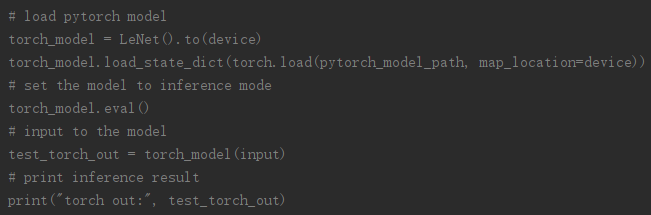 # load pytorch model
torch_model = LeNet().to(device)
torch_model.load_state_dict(torch.load(pytorch_model_path, map_location=device))
# set the model to inference mode
torch_model.eval()
# input to the model
test_torch_out = torch_model(input)
# print inference result
print("torch out:", test_torch_out)